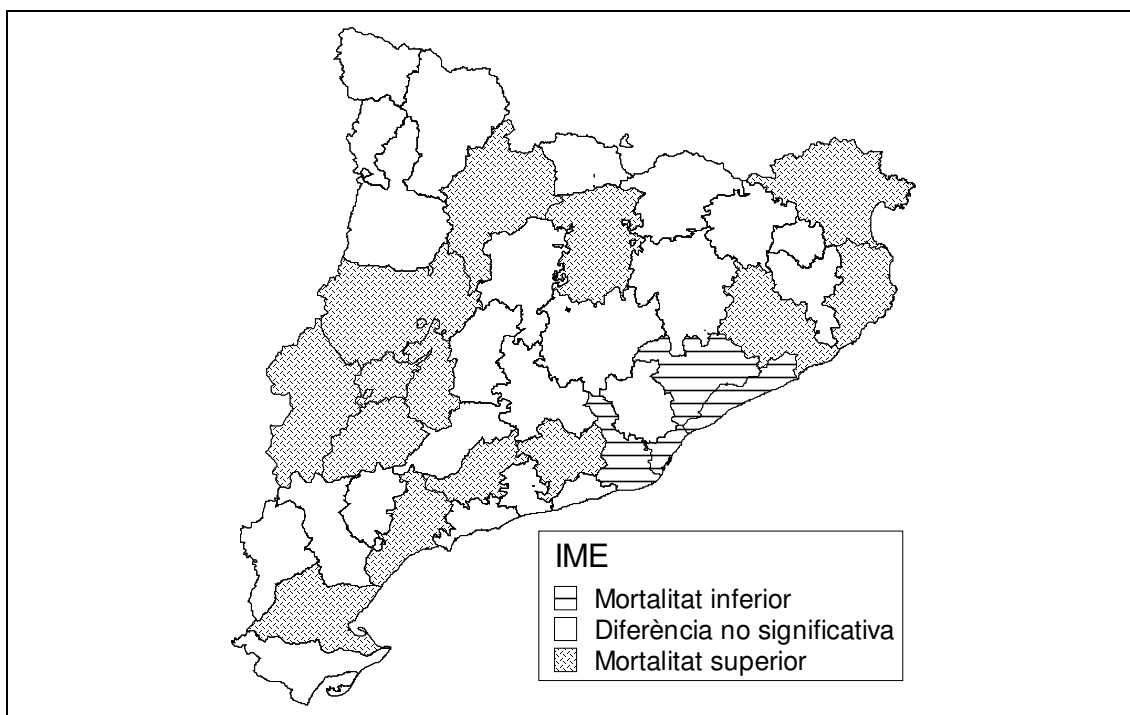 IME
Mortalitat inferior
Diferència no significativa
Mortalitat superior